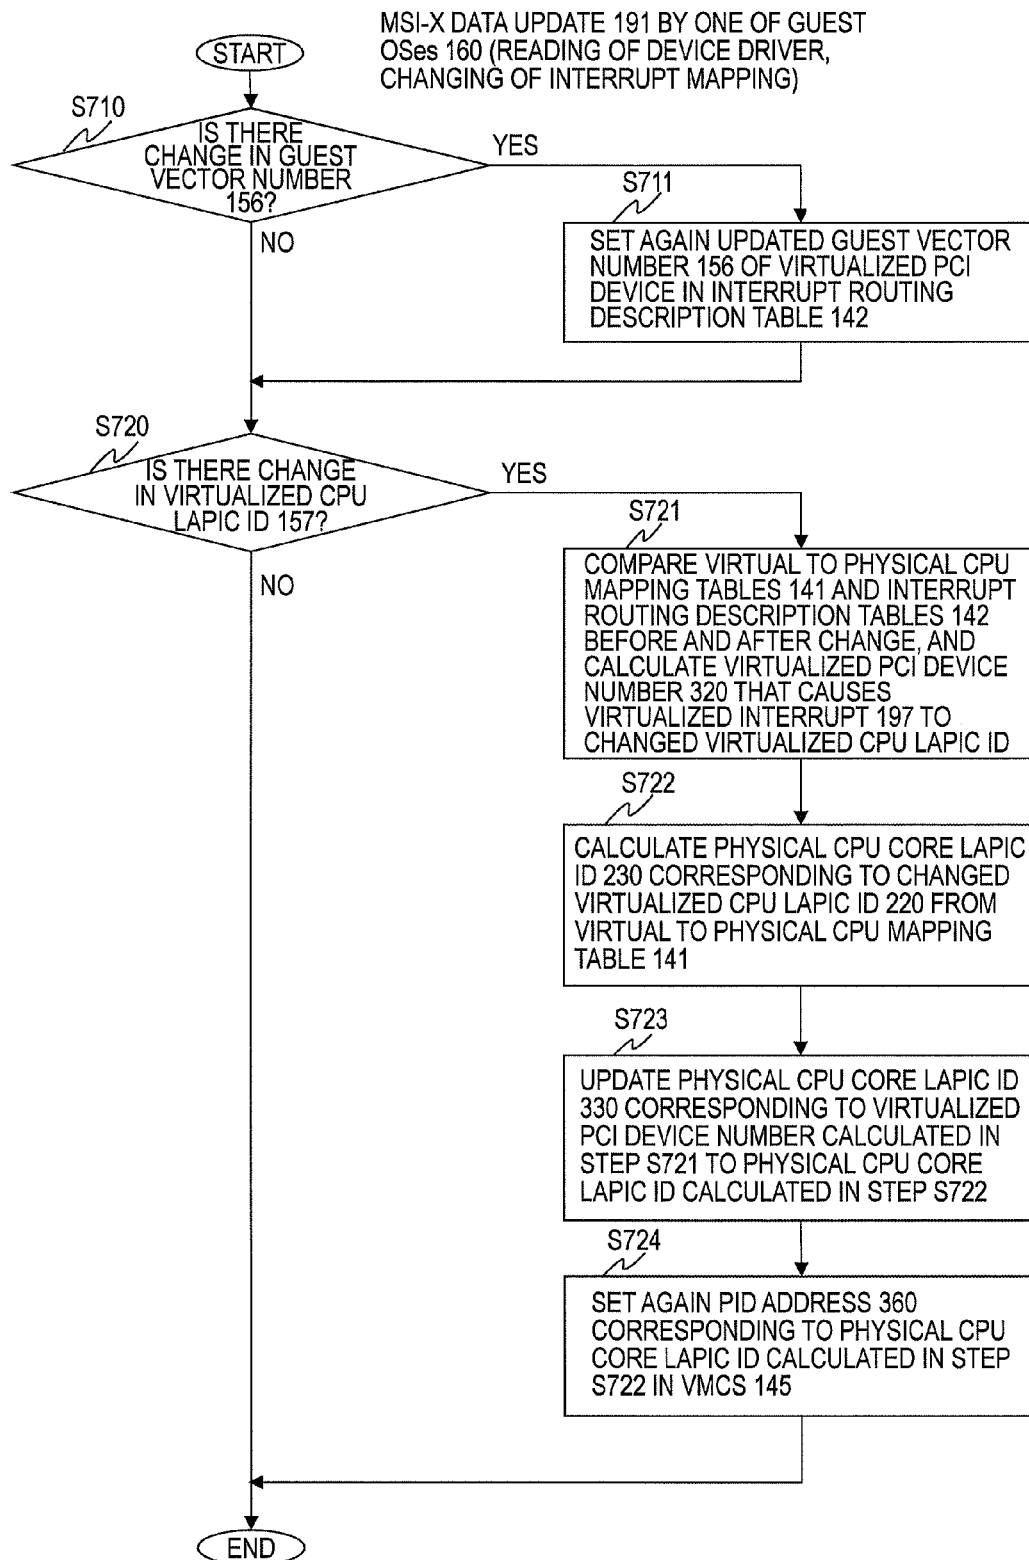 MSI-X DATA UPDATE 191 BY ONE OF GUEST
OSes 160 (READING OF DEVICE DRIVER,
CHANGING OF INTERRUPT MAPPING)
START
S710
IS THERE
CHANGE IN GUEST
VECTOR NUMBER
156?
YES
NO
S711
SET AGAIN UPDATED GUEST VECTOR
NUMBER 156 OF VIRTUALIZED PCI
DEVICE IN INTERRUPT ROUTING
DESCRIPTION TABLE 142
S720
IS THERE CHANGE
IN VIRTUALIZED CPU
LAPIC ID 157?
YES
NO
S721
COMPARE VIRTUAL TO PHYSICAL CPU
MAPPING TABLES 141 AND INTERRUPT
ROUTING DESCRIPTION TABLES 142
BEFORE AND AFTER CHANGE, AND
CALCULATE VIRTUALIZED PCI DEVICE
NUMBER 320 THAT CAUSES
VIRTUALIZED INTERRUPT 197 TO
CHANGED VIRTUALIZED CPU LAPIC ID
S722
CALCULATE PHYSICAL CPU CORE LAPIC
ID 230 CORRESPONDING TO CHANGED
VIRTUALIZED CPU LAPIC ID 220 FROM
VIRTUAL TO PHYSICAL CPU MAPPING
TABLE 141
S723
UPDATE PHYSICAL CPU CORE LAPIC ID
330 CORRESPONDING TO VIRTUALIZED
PCI DEVICE NUMBER CALCULATED IN
STEP S721 TO PHYSICAL CPU CORE
LAPIC ID CALCULATED IN STEP S722
S724
SET AGAIN PID ADDRESS 360
CORRESPONDING TO PHYSICAL CPU
CORE LAPIC ID CALCULATED IN STEP
S722 IN VMCS 145
END